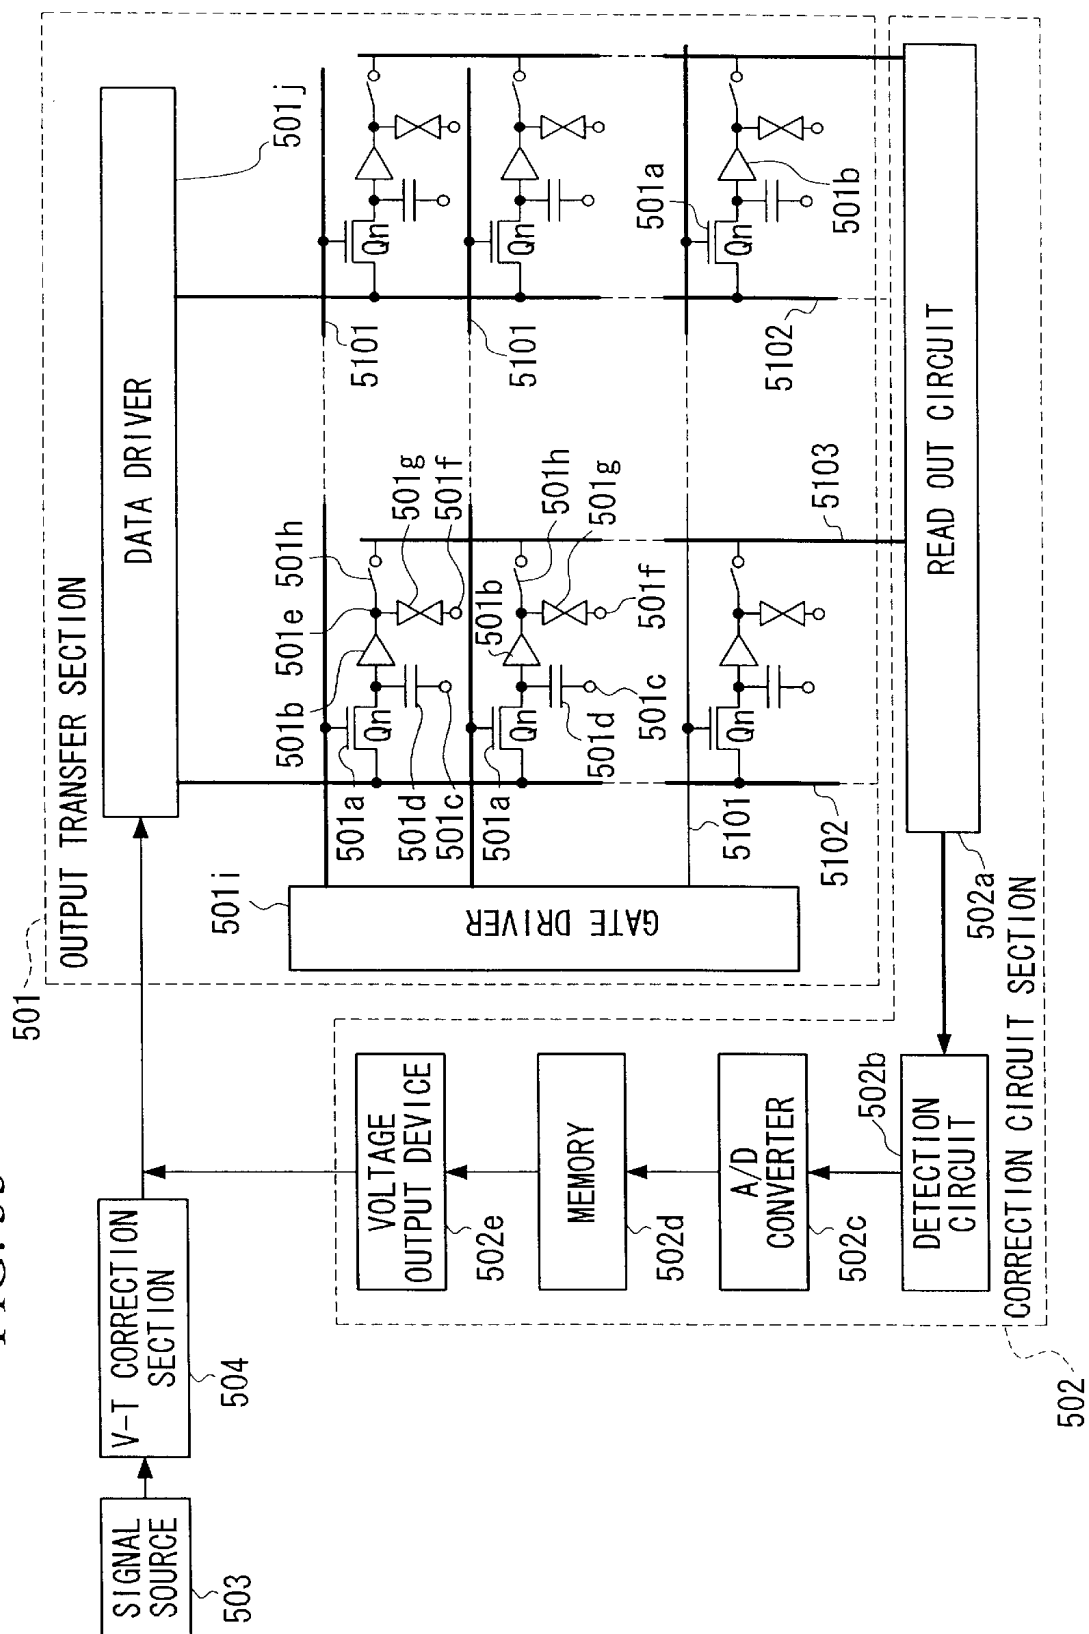 501
OUTPUT TRANSFER SECTION
DATA DRIVER
501j
SIGNAL
SOURCE
503
V-T CORRECTION
SECTION
504
501i
GATE DRIVER
501a
Qn
501d
501c
501b
501e
501h
501g
501f
5101
Qn
501a
Qn
501d
501c
501b
501h
501g
501f
5101
Qn
5101
Qn
5102
5103
501a
Qn
501b
5102
VOLTAGE
OUTPUT DEVICE
502e
MEMORY
502d
A/D
CONVERTER
502c
DETECTION
CIRCUIT
502b
READ OUT CIRCUIT
502a
CORRECTION CIRCUIT SECTION
502